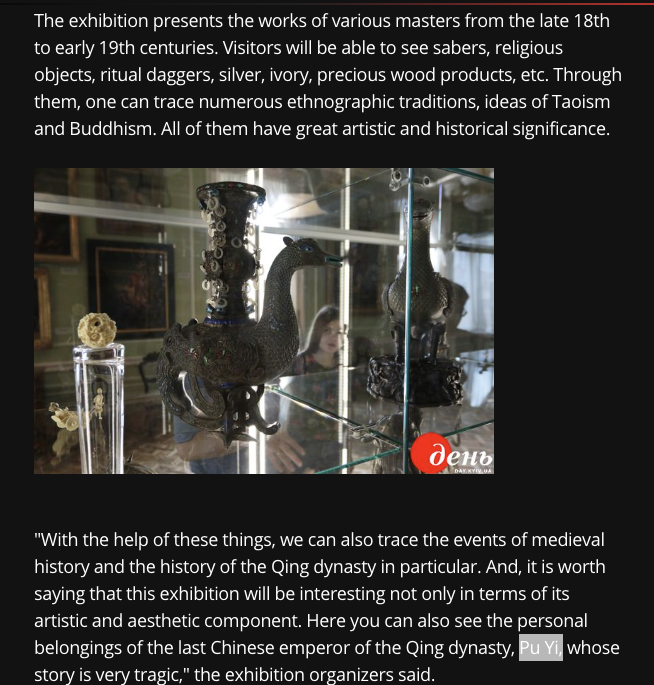 The exhibition presents the works of various masters from the late 18th
to early 19th centuries. Visitors will be able to see sabers, religious
objects, ritual daggers, silver, ivory, precious wood products, etc. Through
them, one can trace numerous ethnographic traditions, ideas of Taoism
and Buddhism. All of them have great artistic and historical significance.
день
DAY.KYIV.UA
"With the help of these things, we can also trace the events of medieval
history and the history of the Qing dynasty in particular. And, it is worth
saying that this exhibition will be interesting not only in terms of its
artistic and aesthetic component. Here you can also see the personal
belongings of the last Chinese emperor of the Qing dynasty, Pu Yi, whose
story is very tragic," the exhibition organizers said.